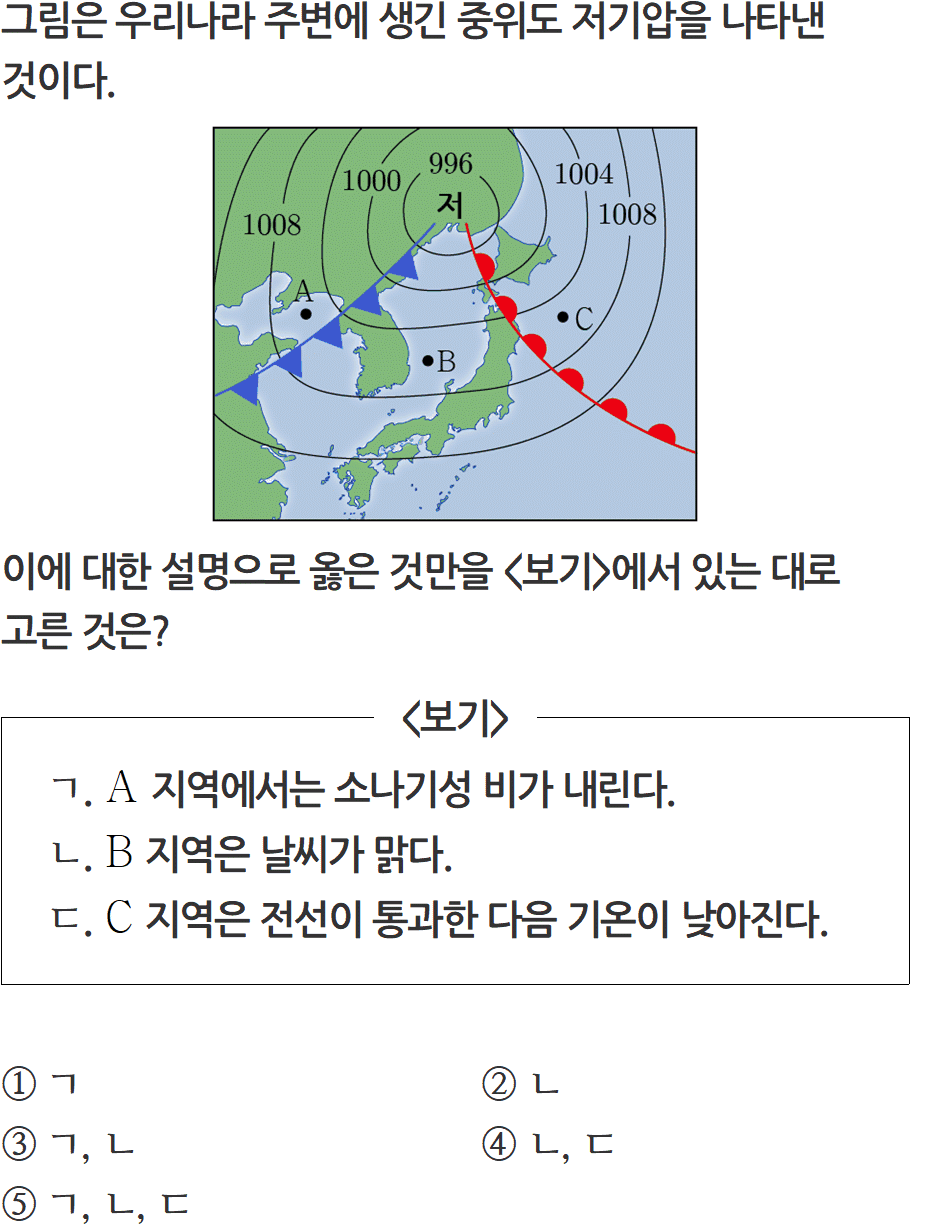 그림은 우리나라 주변에 생긴 중위도 저기압을 나타낸
것이다.
996
1000
1004
저
1008
1008
A
C
B
이에 대한 설명으로 옳은 것만을 <보기>에서 있는 대로
고른 것은?
<보기>
ㄱ. A 지역에서는 소나기성 비가 내린다.
ㄴ. B 지역은 날씨가 맑다.
ㄷ. C 지역은 전선이 통과한 다음 기온이 낮아진다.
① ㄱ
② ㄴ
③ ㄱ, ㄴ
④ ㄴ, ㄷ
⑤ ㄱ, ㄴ, ㄷ